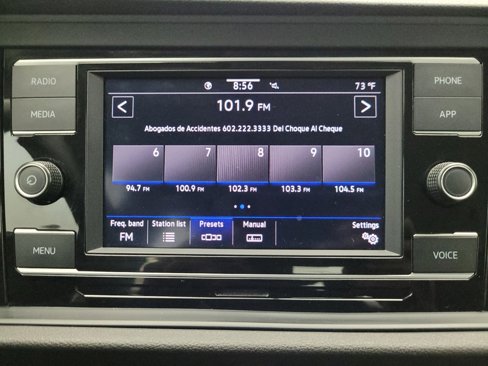 RADIO
MEDIA
MENU
8:56
73 °F
101.9 FM
Abogados de Accidentes 602.222.3333 Del Choque Al Cheque
6 7 8 9 10
94.7 FM 100.9 FM 102.3 FM 103.3 FM 104.5 FM
Freq. band Station list Presets Manual Settings
FM
PHONE
APP
VOICE